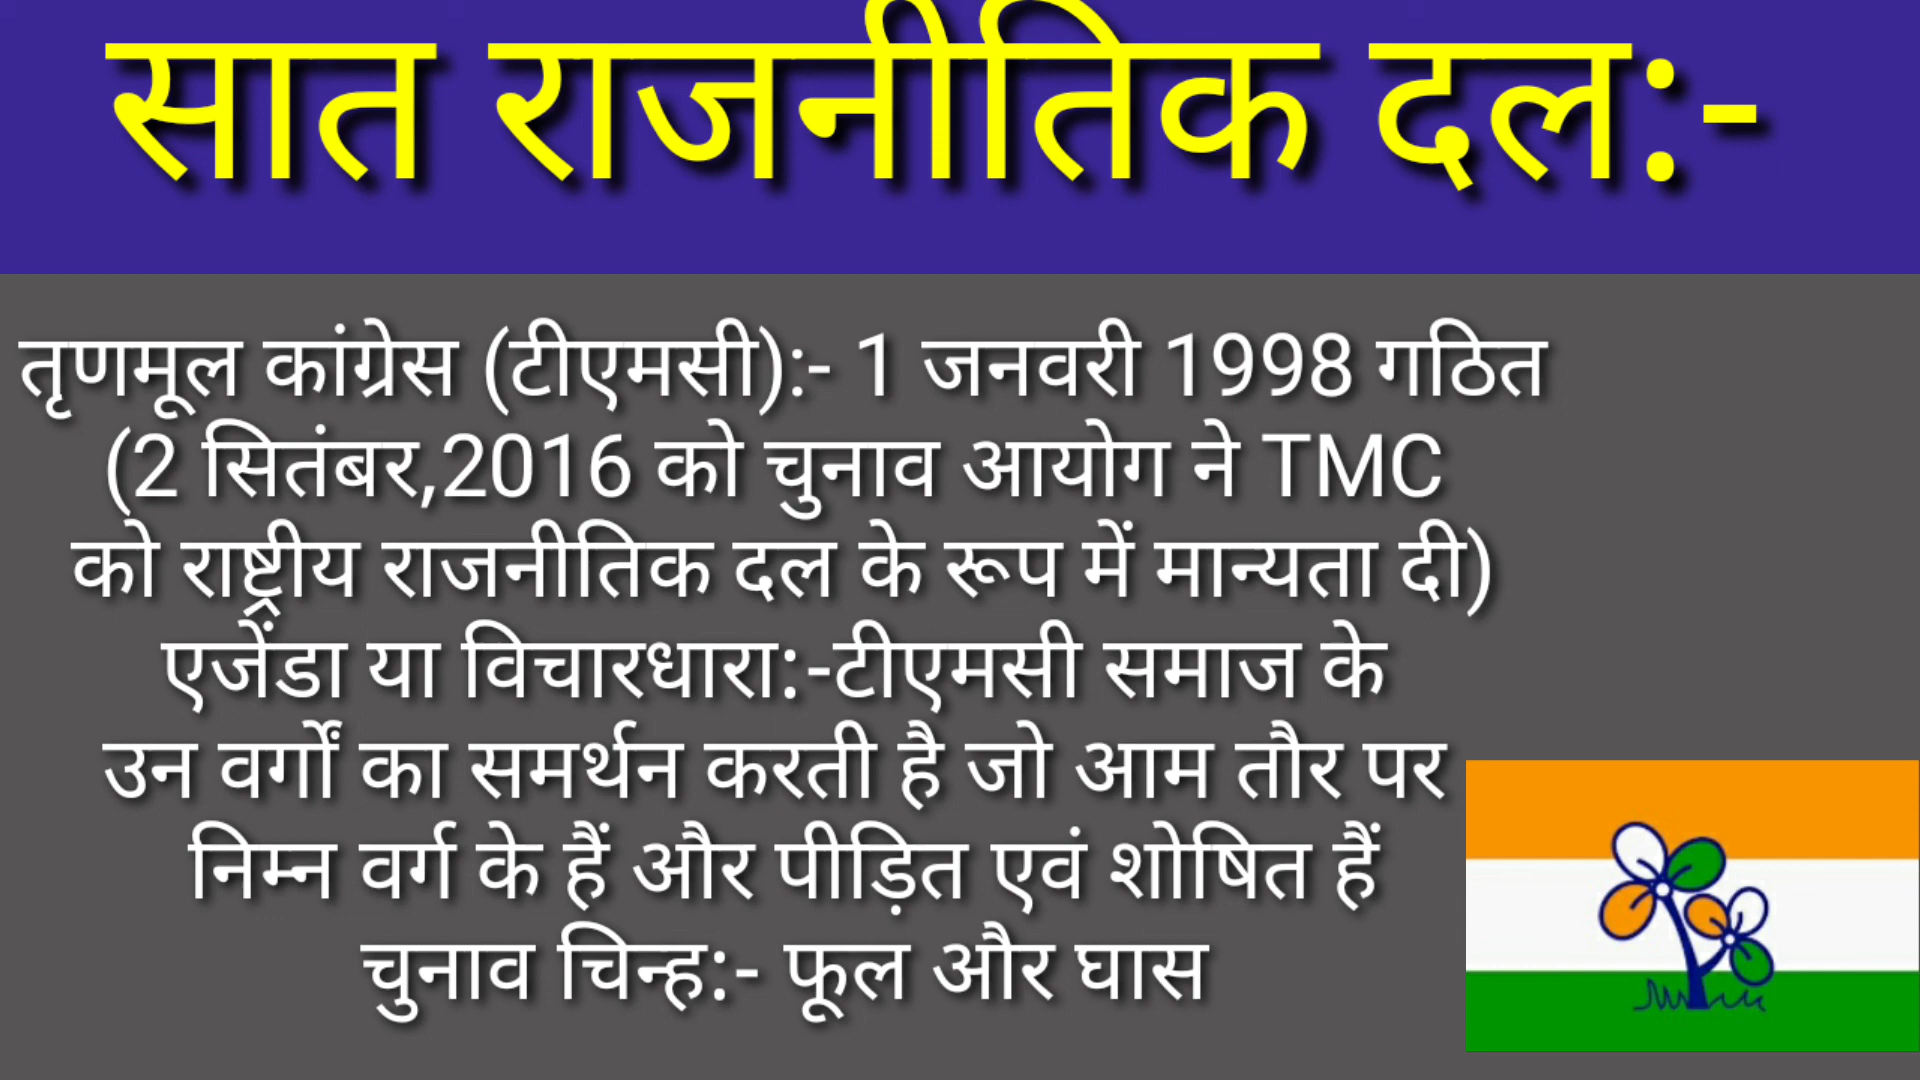 सात राजनीतिक दल:-
तृणमूल कांग्रेस (टीएमसी):- 1 जनवरी 1998 गठित
(2 सितंबर,2016 को चुनाव आयोग ने TMC
को राष्ट्रीय राजनीतिक दल के रूप में मान्यता दी)
एजेंडा या विचारधारा:-टीएमसी समाज के
उन वर्गों का समर्थन करती है जो आम तौर पर
निम्न वर्ग के हैं और पीड़ित एवं शोषित हैं
चुनाव चिन्ह:- फूल और घास